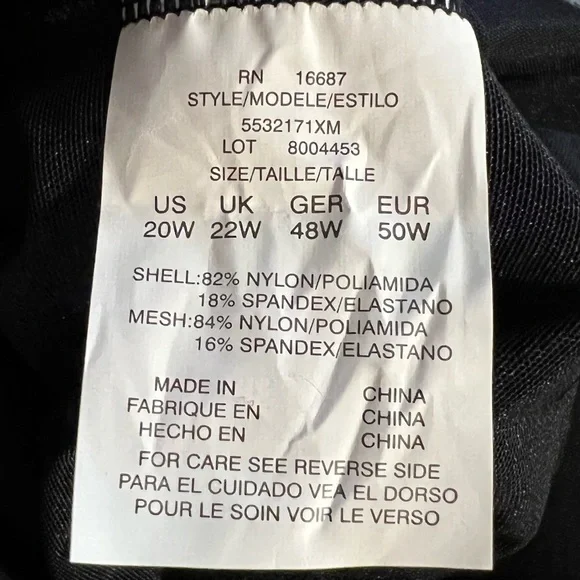 RN 16687
STYLE/MODELE/ESTILO
5532171XM
LOT 8004453
SIZE/TAILLE/TALLE
US UK GER EUR
20W 22W 48W 50W
SHELL:82% NYLON/POLIAMIDA
18% SPANDEX/ELASTANO
MESH:84% NYLON/POLIAMIDA
16% SPANDEX/ELASTANO
MADE IN CHINA
FABRIQUE EN CHINA
HECHO EN CHINA
FOR CARE SEE REVERSE SIDE
PARA EL CUIDADO VEA EL DORSO
POUR LE SOIN VOIR LE VERSO